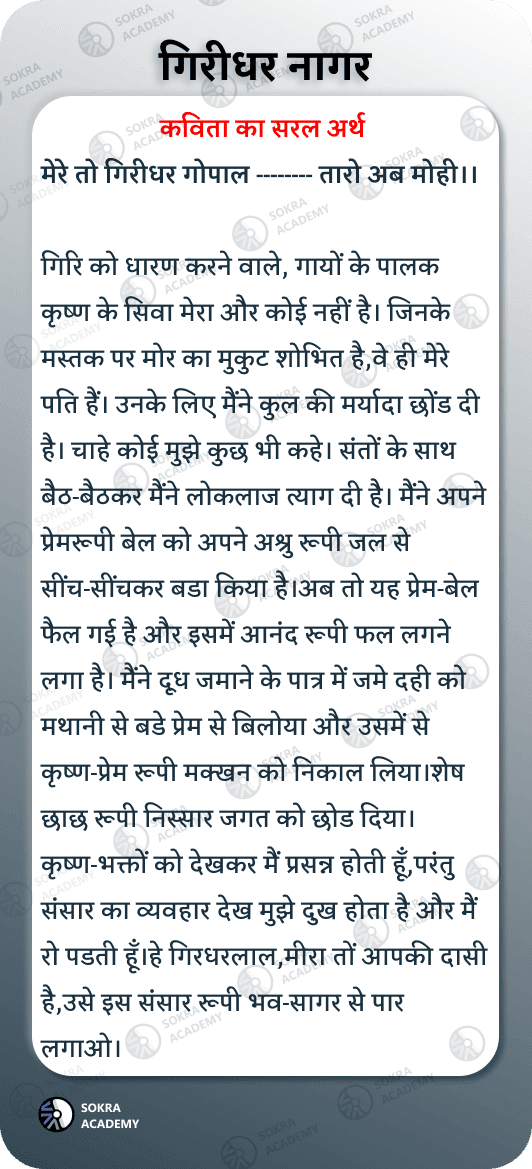 गिरीधर नागर
कविता का सरल अर्थ
मेरे तो गिरीधर गोपाल -------- तारो अब मोही।।
गिरि को धारण करने वाले, गायों के पालक
कृष्ण के सिवा मेरा और कोई नहीं है। जिनके
मस्तक पर मोर का मुकुट शोभित है,वे ही मेरे
पति हैं। उनके लिए मैंने कुल की मर्यादा छोंड दी
है। चाहे कोई मुझे कुछ भी कहे। संतों के साथ
बैठ-बैठकर मैंने लोकलाज त्याग दी है। मैंने अपने
प्रेमरूपी बेल को अपने अश्रु रूपी जल से
सींच-सींचकर बडा किया है।अब तो यह प्रेम-बेल
फैल गई है और इसमें आनंद रूपी फल लगने
लगा है। मैंने दूध जमाने के पात्र में जमे दही को
मथानी से बडे प्रेम से बिलोया और उसमें से
कृष्ण-प्रेम रूपी मक्खन को निकाल लिया।शेष
छाछ रूपी निस्सार जगत को छोड दिया।
कृष्ण-भक्तों को देखकर मैं प्रसन्न होती हूँ,परंतु
संसार का व्यवहार देख मुझे दुख होता है और मैं
रो पडती हूँ।हे गिरधरलाल,मीरा तों आपकी दासी
है,उसे इस संसार रूपी भव-सागर से पार
लगाओ।
SOKRA
ACADEMY